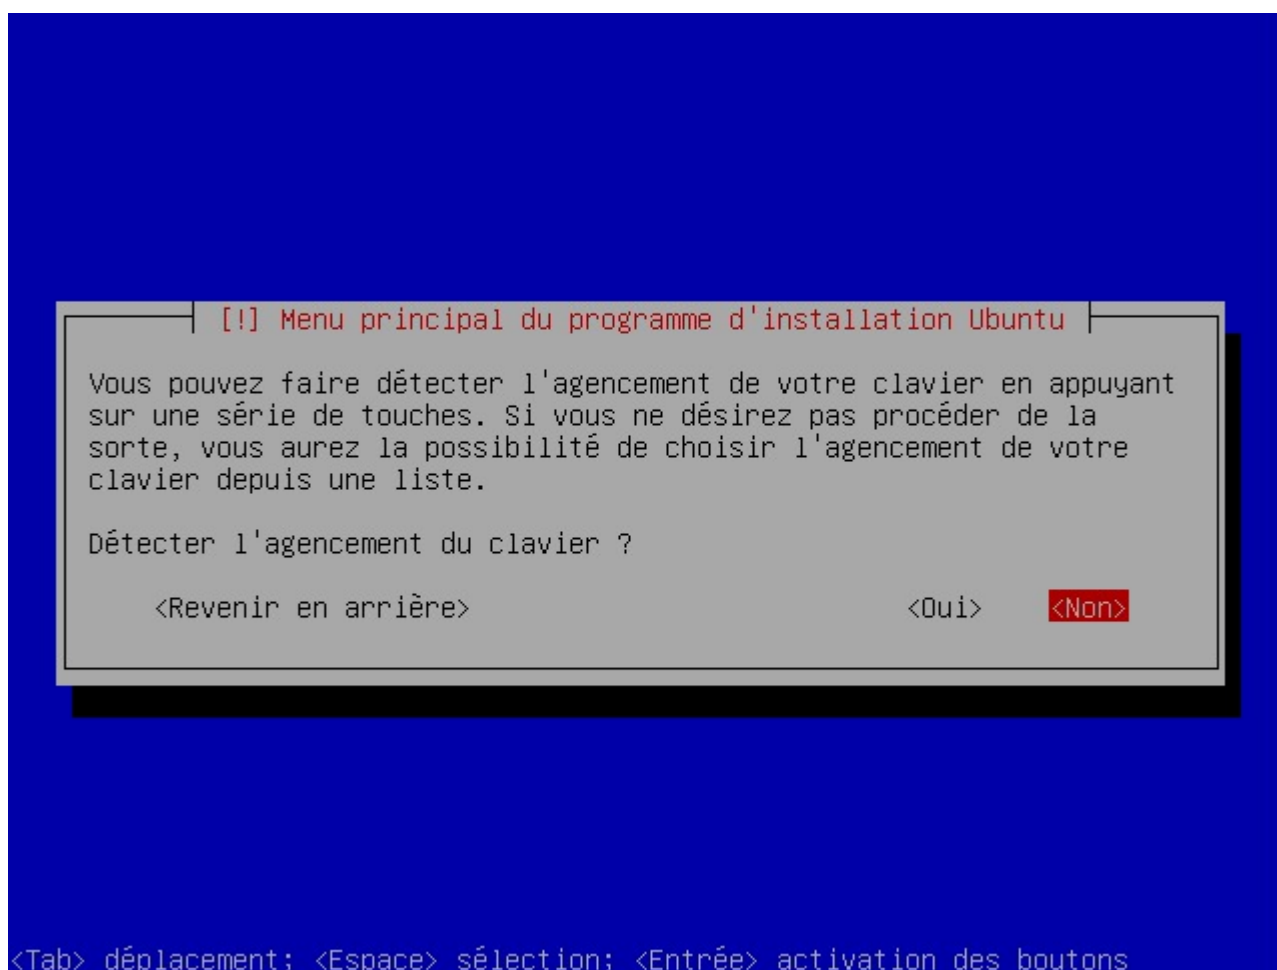 [!] Menu principal du programme d'installation Ubuntu
Vous pouvez faire détecter l'agencement de votre clavier en appuyant
sur une série de touches. Si vous ne désirez pas procéder de la
sorte, vous aurez la possibilité de choisir l'agencement de votre
clavier depuis une liste.
Détecter l'agencement du clavier ?
<Revenir en arrière> <Oui> <Non>
<Tab> déplacement; <Espace> sélection; <Entrée> activation des boutons